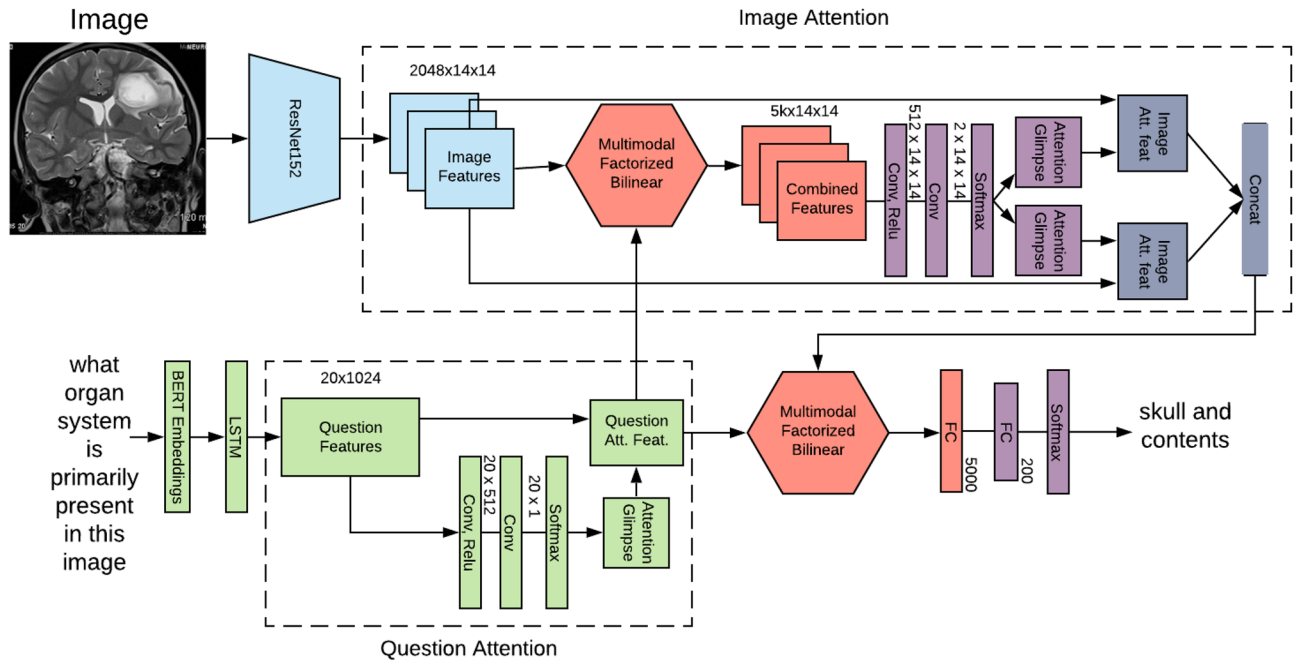 Image
Image Attention
NEURO
120 m
ResNet152
2048x14x14
Image
Features
Multimodal
Factorized
Bilinear
5kx14x14
Combined
Features
Conv, Relu
512 x 14 x 14
Conv
2 x 14 x 14
Softmax
Attention
Glimpse
Attention
Glimpse
Image
Att. feat
Image
Att. feat
Concat
what
organ
system
is
primarily
present
in this
image
BERT Embeddings
LSTM
20x1024
Question
Features
Conv, Relu
20 x 512
Conv
20 x 1
Softmax
Attention
Glimpse
Question
Att. Feat.
Question Attention
Multimodal
Factorized
Bilinear
FC
5000
FC
200
Softmax
skull and
contents